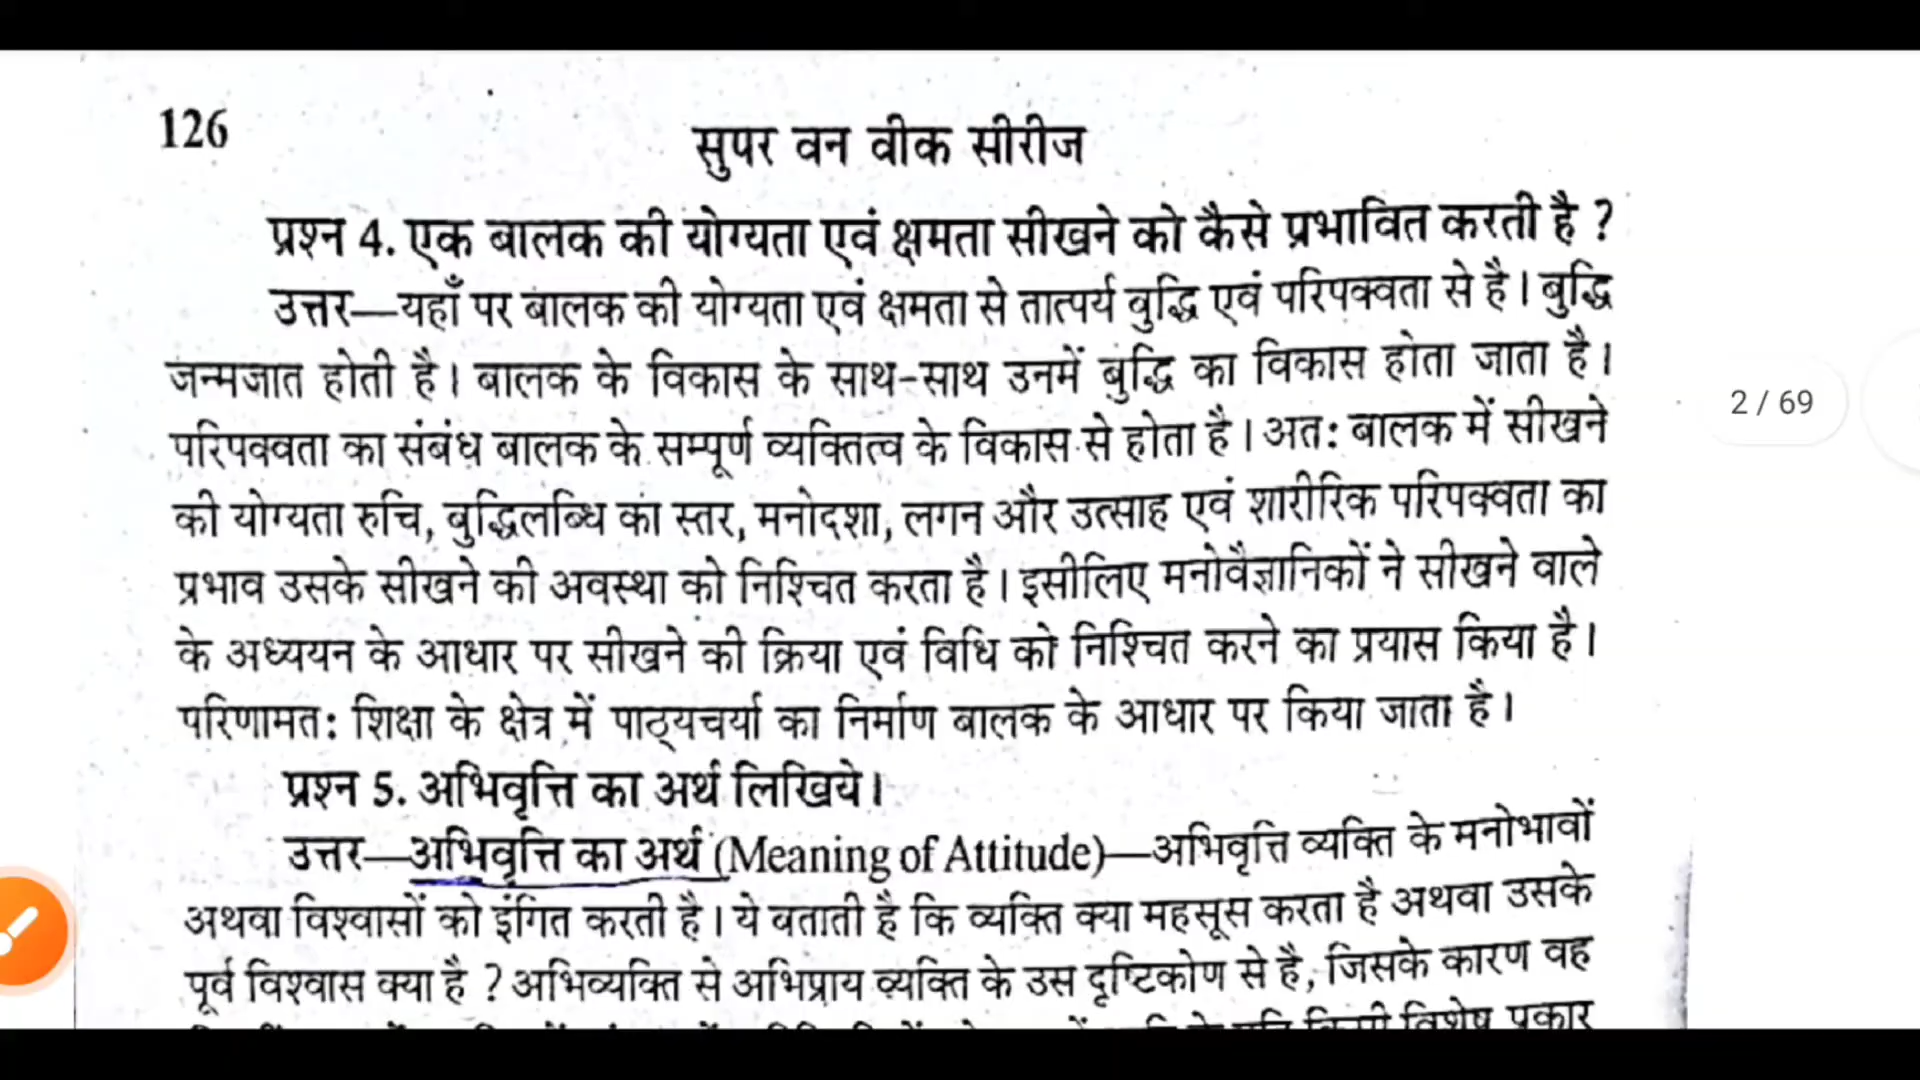 126
सुपर वन वीक सीरीज
प्रश्न 4. एक बालक की योग्यता एवं क्षमता सीखने को कैसे प्रभावित करती है ?
उत्तर—यहाँ पर बालक की योग्यता एवं क्षमता से तात्पर्य बुद्धि एवं परिपक्वता से है। बुद्धि
जन्मजात होती है। बालक के विकास के साथ-साथ उनमें बुद्धि का विकास होता जाता है।
परिपक्वता का संबंध बालक के सम्पूर्ण व्यक्तित्व के विकास से होता है। अत: बालक में सीखने
2 / 69
की योग्यता रुचि, बुद्धिलब्धि का स्तर, मनोदशा, लगन और उत्साह एवं शारीरिक परिपक्वता का
प्रभाव उसके सीखने की अवस्था को निश्चित करता है। इसीलिए मनोवैज्ञानिकों ने सीखने वाले
के अध्ययन के आधार पर सीखने की क्रिया एवं विधि को निश्चित करने का प्रयास किया है।
परिणामत: शिक्षा के क्षेत्र में पाठ्यचर्या का निर्माण बालक के आधार पर किया जाता है।
प्रश्न 5. अभिवृत्ति का अर्थ लिखिये।
उत्तर—अभिवृत्ति का अर्थ (Meaning of Attitude)—अभिवृत्ति व्यक्ति के मनोभावों
अथवा विश्वासों को इंगित करती है। ये बताती है कि व्यक्ति क्या महसूस करता है अथवा उसके
पूर्व विश्वास क्या है ? अभिव्यक्ति से अभिप्राय व्यक्ति के उस दृष्टिकोण से है, जिसके कारण वह
विशेष प्रकार